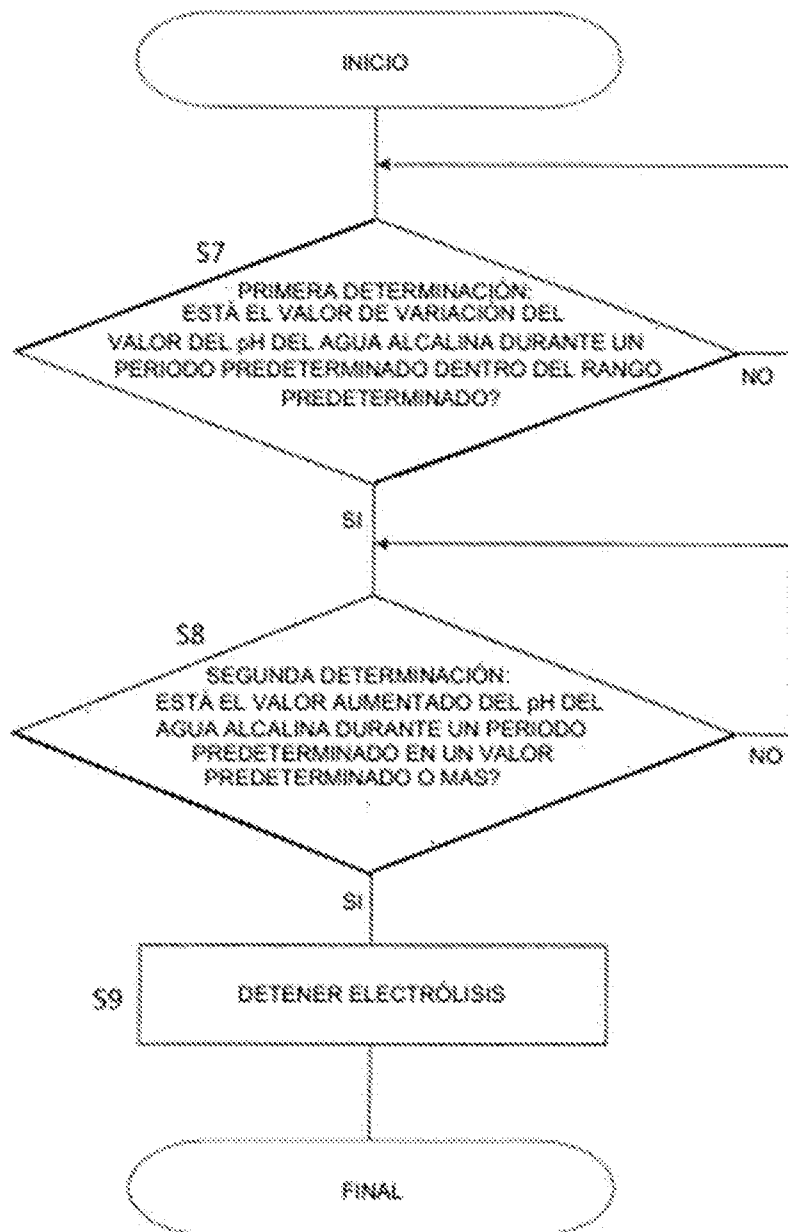 INICIO
S7
PRIMERA DETERMINACIÓN:
ESTÁ EL VALOR DE VARIACIÓN DEL
VALOR DEL pH DEL AGUA ALCALINA DURANTE UN
PERIODO PREDETERMINADO DENTRO DEL RANGO
PREDETERMINADO?
NO
SI
S8
SEGUNDA DETERMINACIÓN:
ESTÁ EL VALOR AUMENTADO DEL pH DEL
AGUA ALCALINA DURANTE UN PERIODO
PREDETERMINADO EN UN VALOR
PREDETERMINADO O MAS?
NO
SI
S9
DETENER ELECTRÓLISIS
FINAL